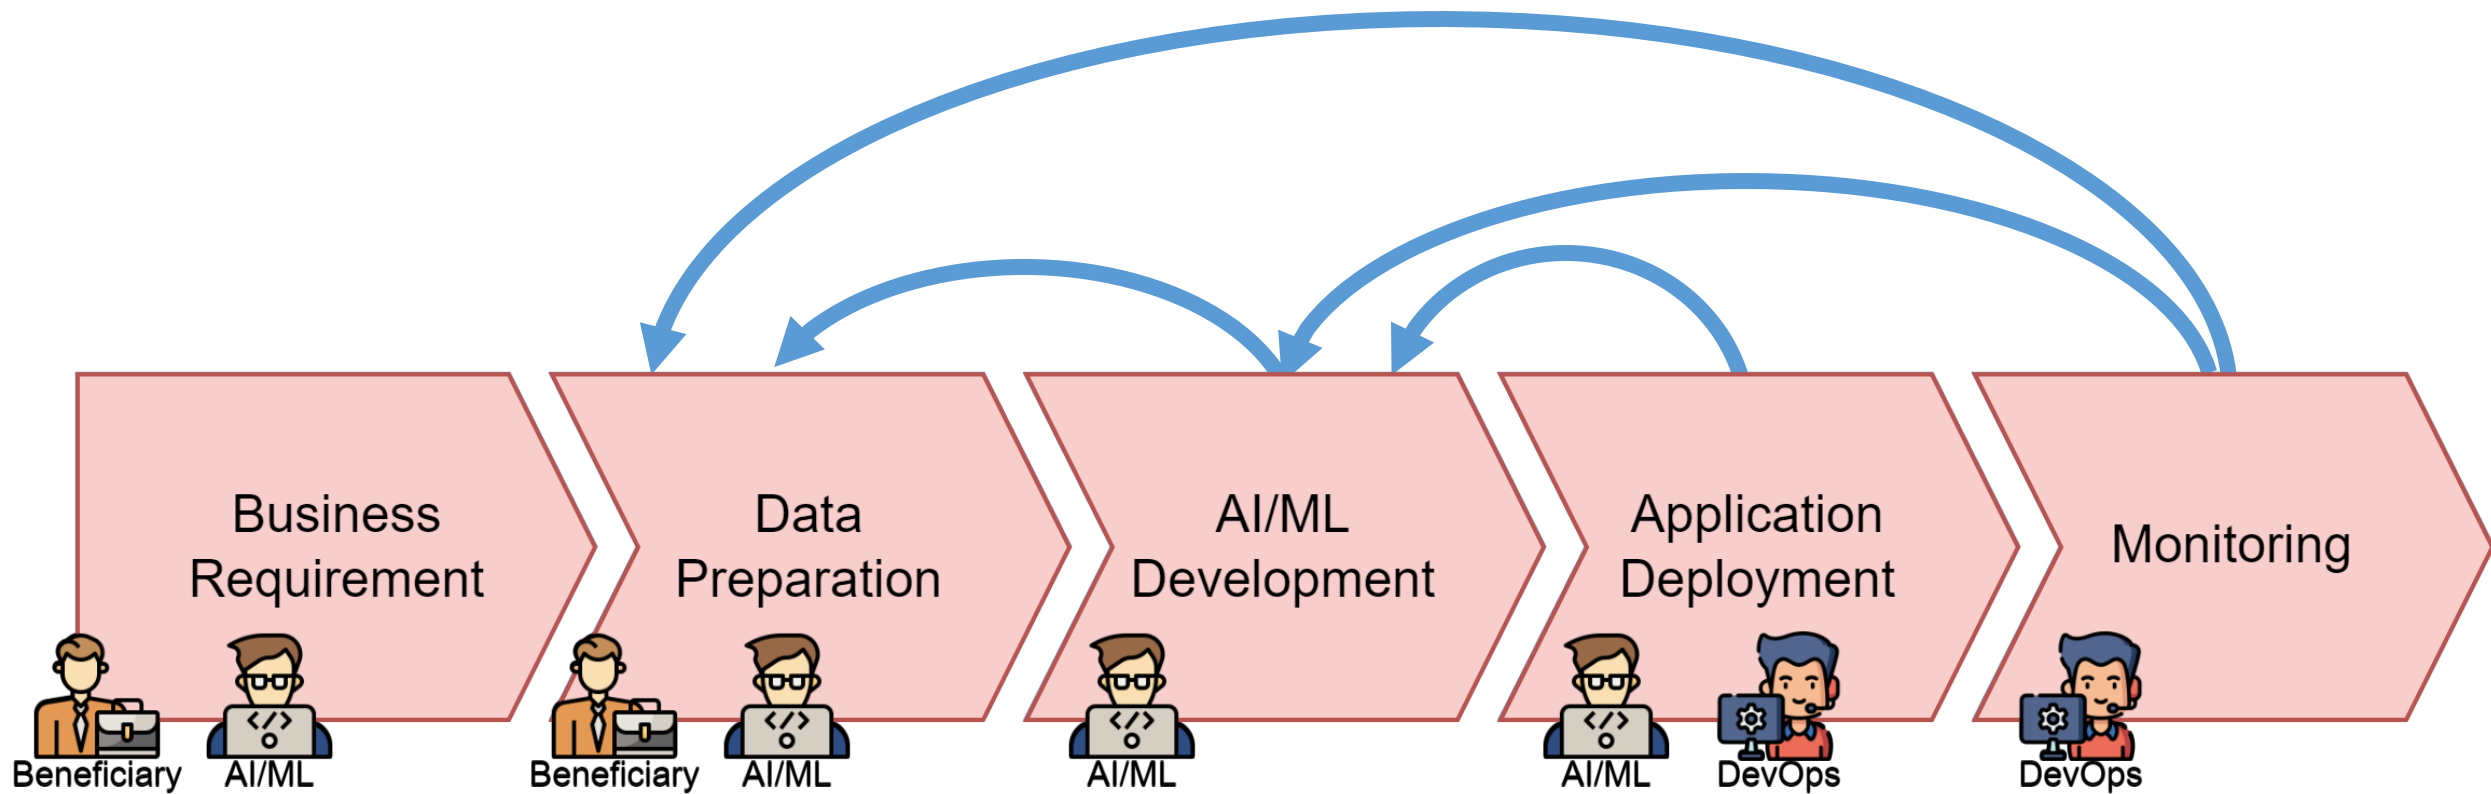 Business
Requirement
Data
Preparation
AI/ML
Development
Application
Deployment
Monitoring
Beneficiary
AI/ML
Beneficiary
AI/ML
AI/ML
AI/ML
DevOps
DevOps